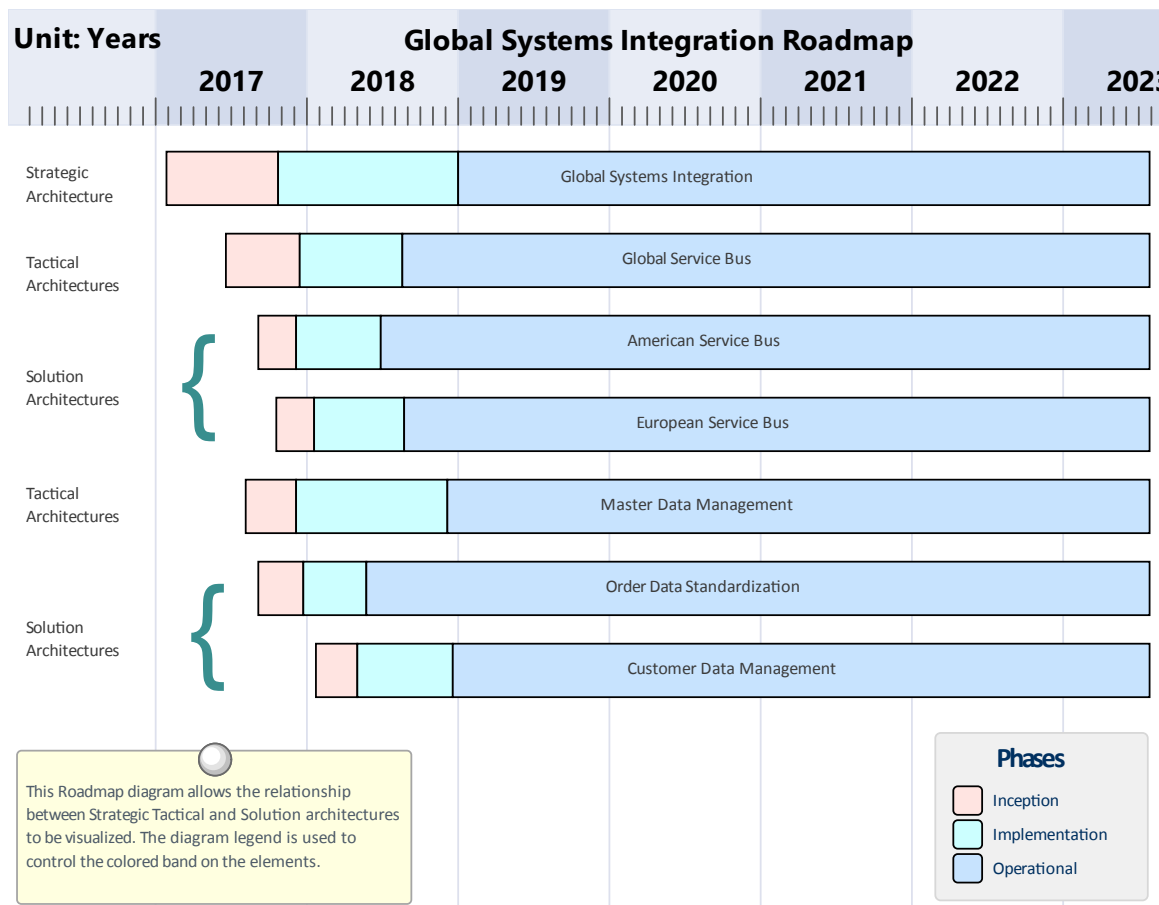 Unit: Years
Global Systems Integration Roadmap
2017
2018
2019
2020
2021
2022
2023
Strategic
Architecture
Global Systems Integration
Tactical
Architectures
Global Service Bus
Solution
Architectures
American Service Bus
European Service Bus
Tactical
Architectures
Master Data Management
Solution
Architectures
Order Data Standardization
Customer Data Management
This Roadmap diagram allows the relationship
between Strategic Tactical and Solution architectures
to be visualized. The diagram legend is used to
control the colored band on the elements.
Phases
Inception
Implementation
Operational